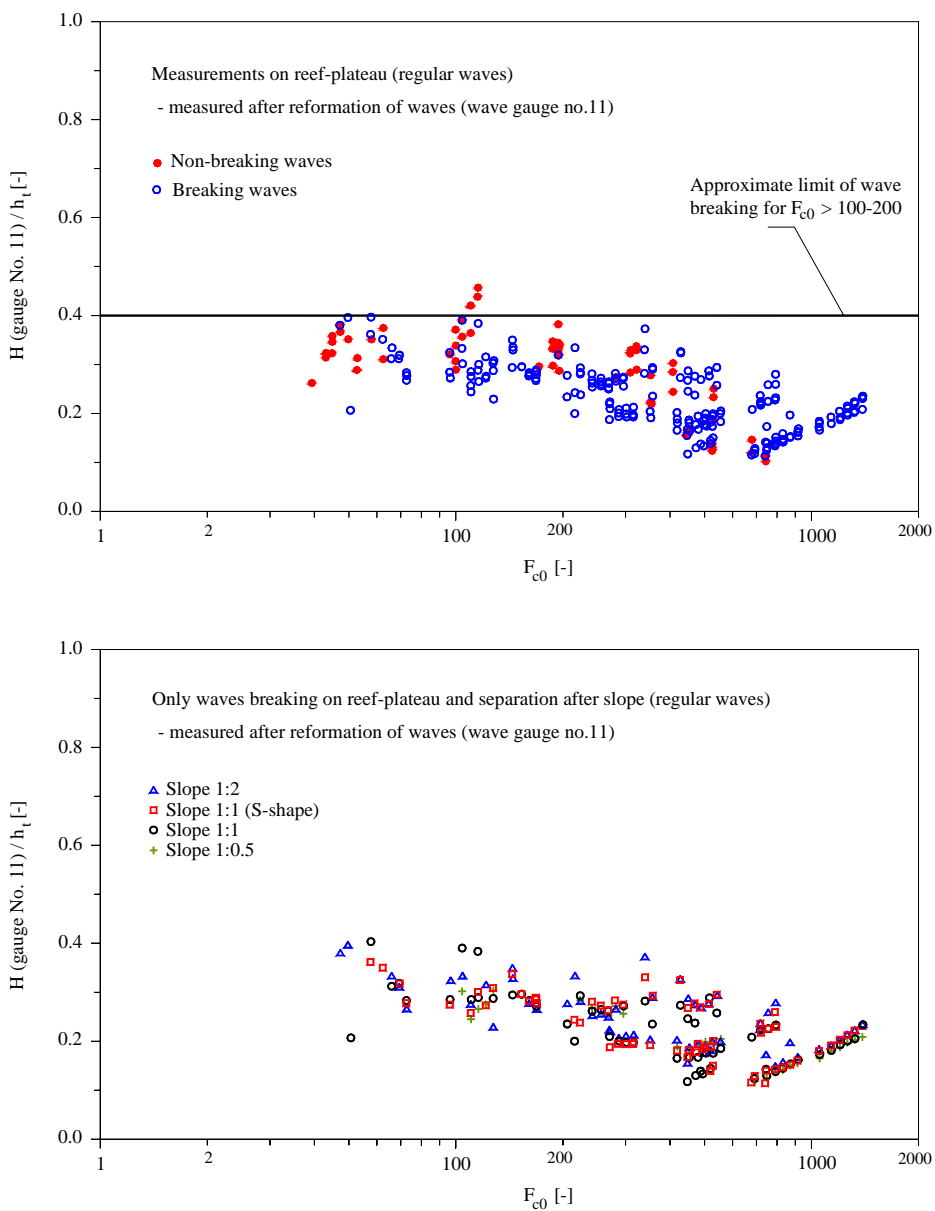 1.0
0.8
0.6
0.4
0.2
0.0
H (gauge No. 11) / h_t [-]
Measurements on reef-plateau (regular waves)
- measured after reformation of waves (wave gauge no.11)
Non-breaking waves
Breaking waves
Approximate limit of wave
breaking for F_c0 > 100-200
1 2 100 200 1000 2000
F_c0 [-]
1.0
0.8
0.6
0.4
0.2
0.0
H (gauge No. 11) / h_t [-]
Only waves breaking on reef-plateau and separation after slope (regular waves)
- measured after reformation of waves (wave gauge no.11)
Slope 1:2
Slope 1:1 (S-shape)
Slope 1:1
Slope 1:0.5
1 2 100 200 1000 2000
F_c0 [-]